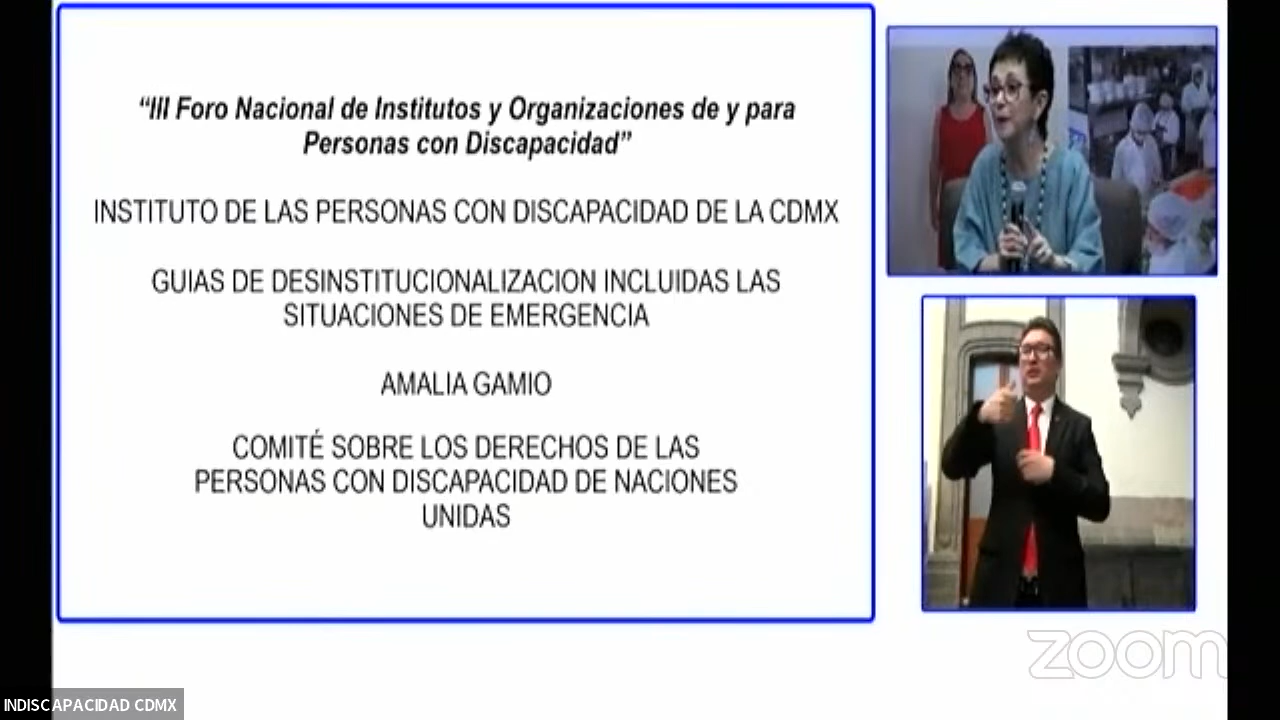 “III Foro Nacional de Institutos y Organizaciones de y para
Personas con Discapacidad”
INSTITUTO DE LAS PERSONAS CON DISCAPACIDAD DE LA CDMX
GUIAS DE DESINSTITUCIONALIZACION INCLUIDAS LAS
SITUACIONES DE EMERGENCIA
AMALIA GAMIO
COMITÉ SOBRE LOS DERECHOS DE LAS
PERSONAS CON DISCAPACIDAD DE NACIONES
UNIDAS
zoom
INDISCAPACIDAD CDMX